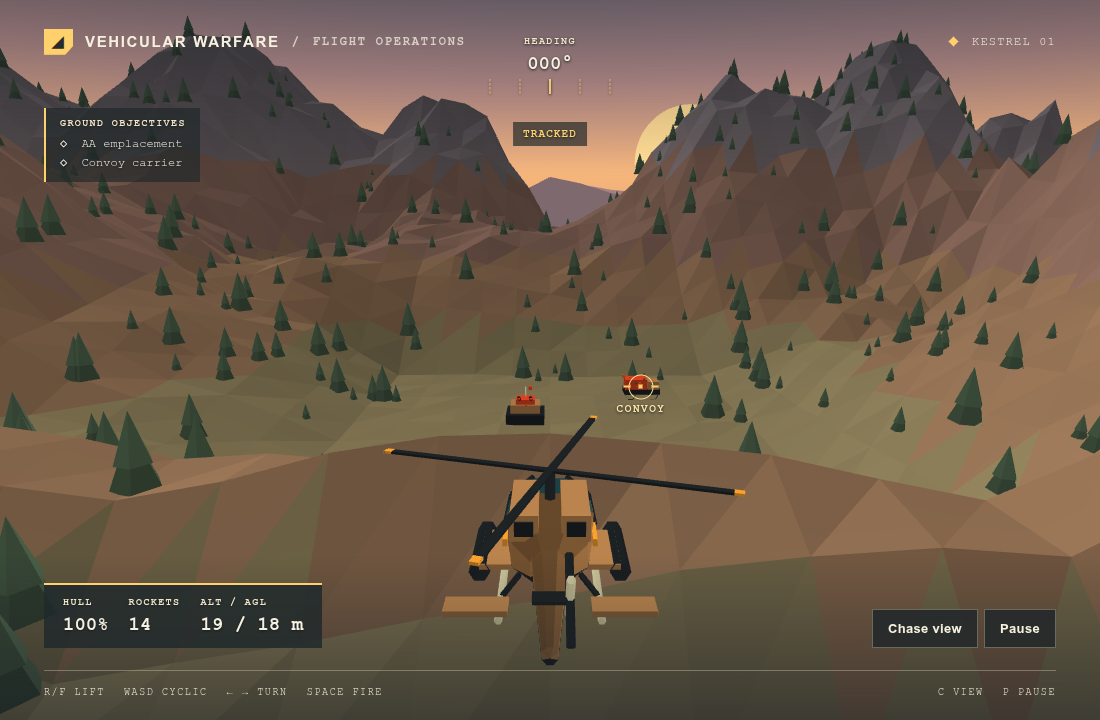 VEHICULAR WARFARE / FLIGHT OPERATIONS
HEADING
000°
KESTREL 01
TRACKED
GROUND OBJECTIVES
AA emplacement
Convoy carrier
CONVOY
HULL ROCKETS ALT / AGL
100% 14 19 / 18 m
Chase view
Pause
R/F LIFT WASD CYCLIC ← → TURN SPACE FIRE
C VIEW P PAUSE